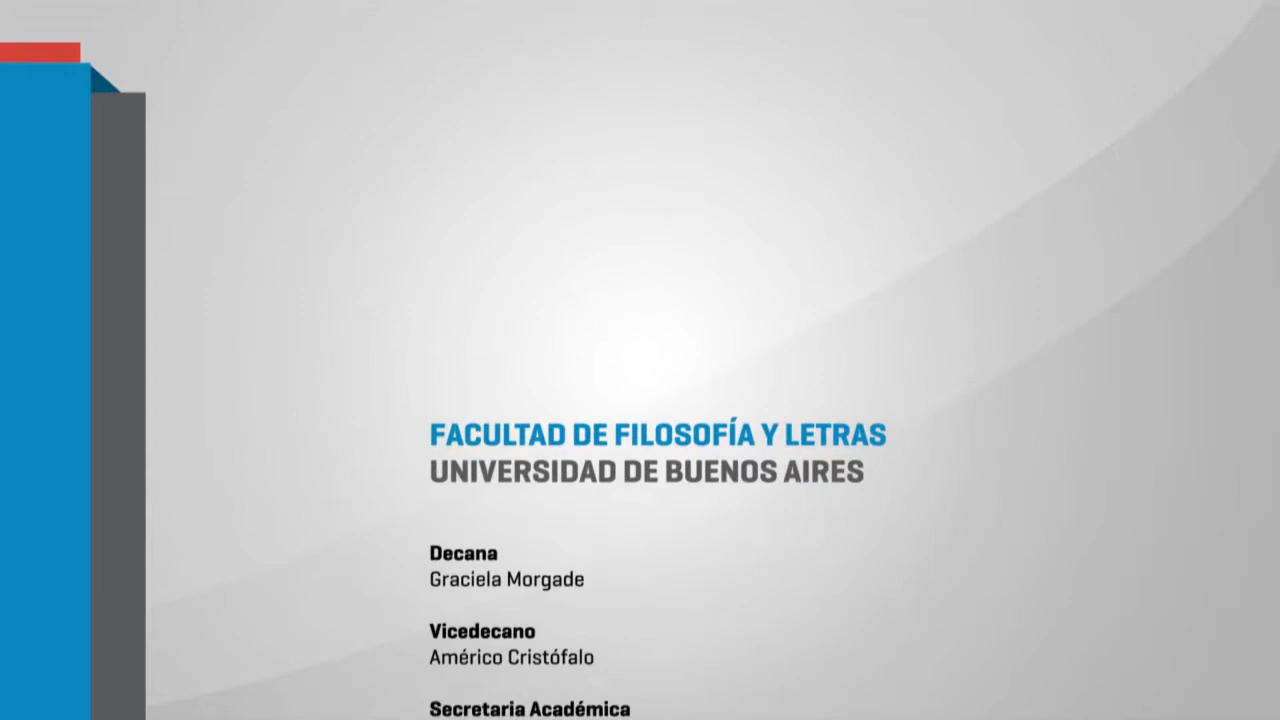 FACULTAD DE FILOSOFÍA Y LETRAS
UNIVERSIDAD DE BUENOS AIRES
Decana
Graciela Morgade
Vicedecano
Américo Cristófalo
Secretaria Académica